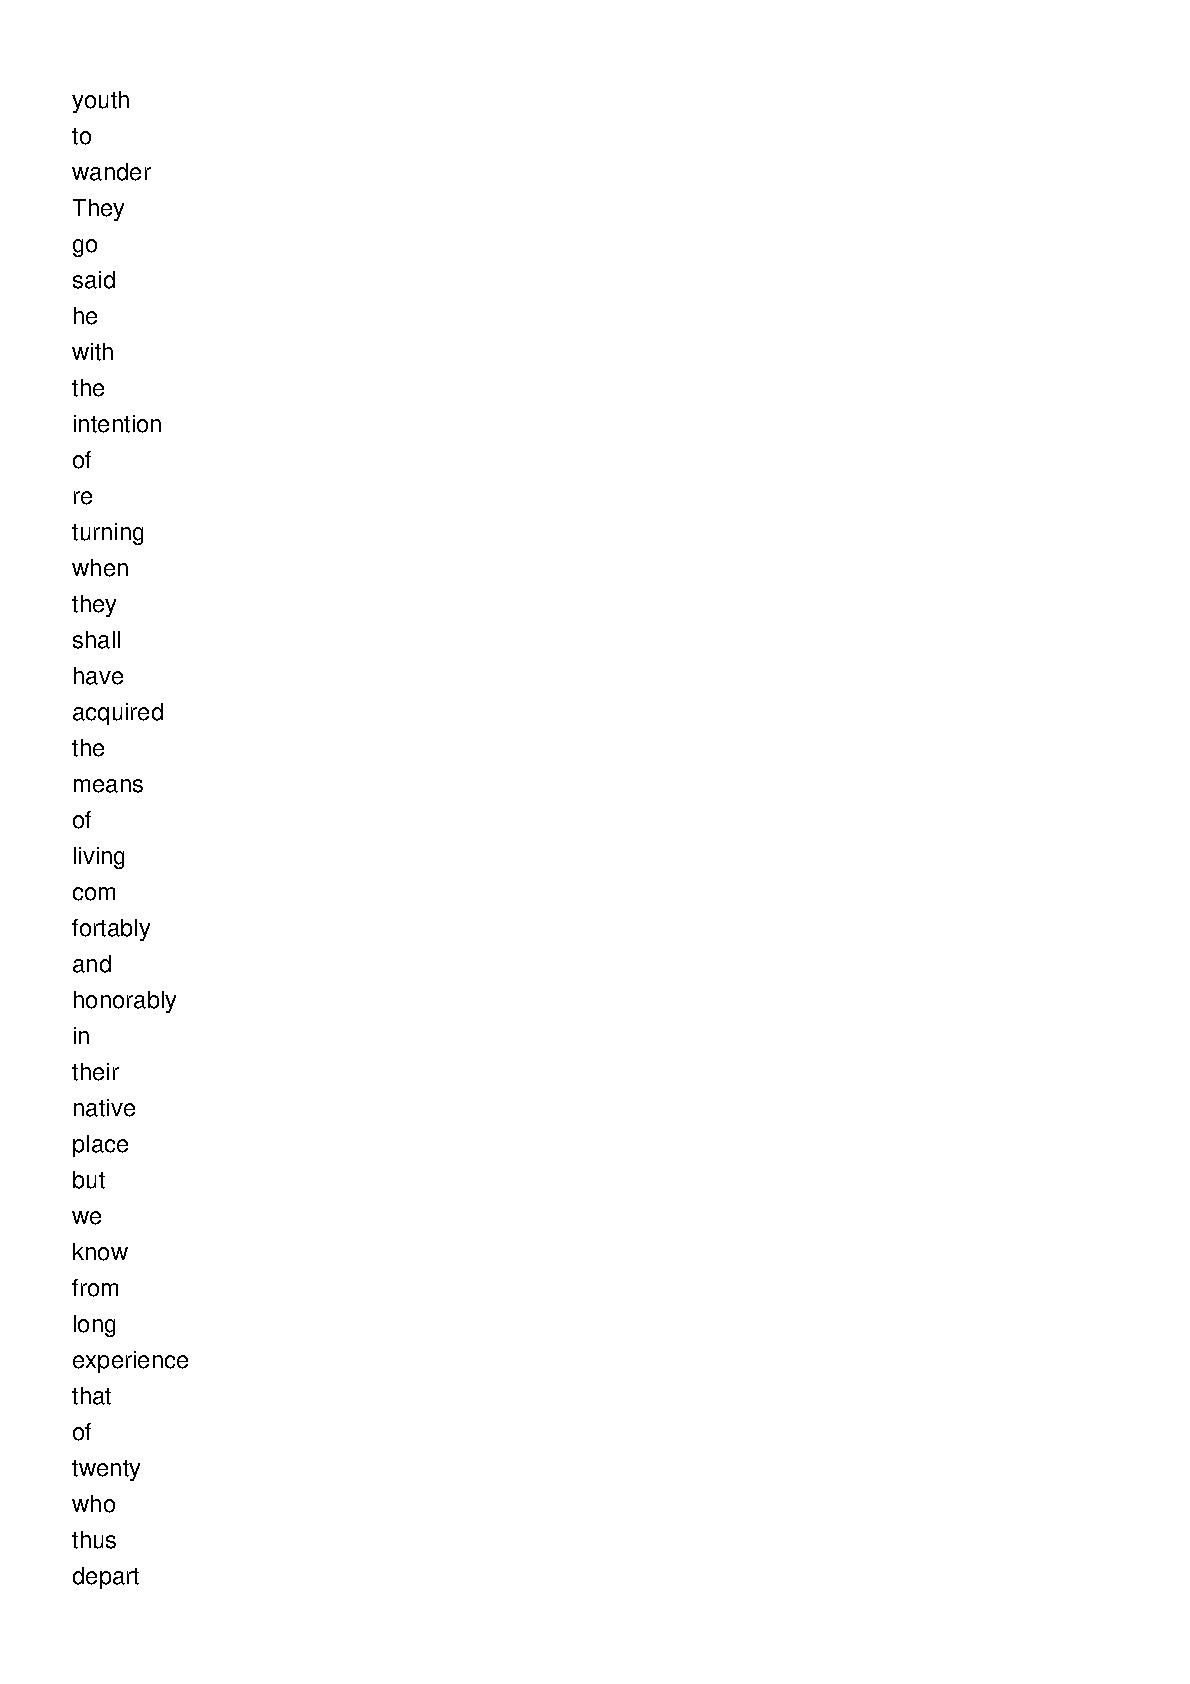 youth
to
wander
They
go
said
he
with
the
intention
of
re
turning
when
they
shall
have
acquired
the
means
of
living
com
fortably
and
honorably
in
their
native
place
but
we
know
from
long
experience
that
of
twenty
who
thus
depart